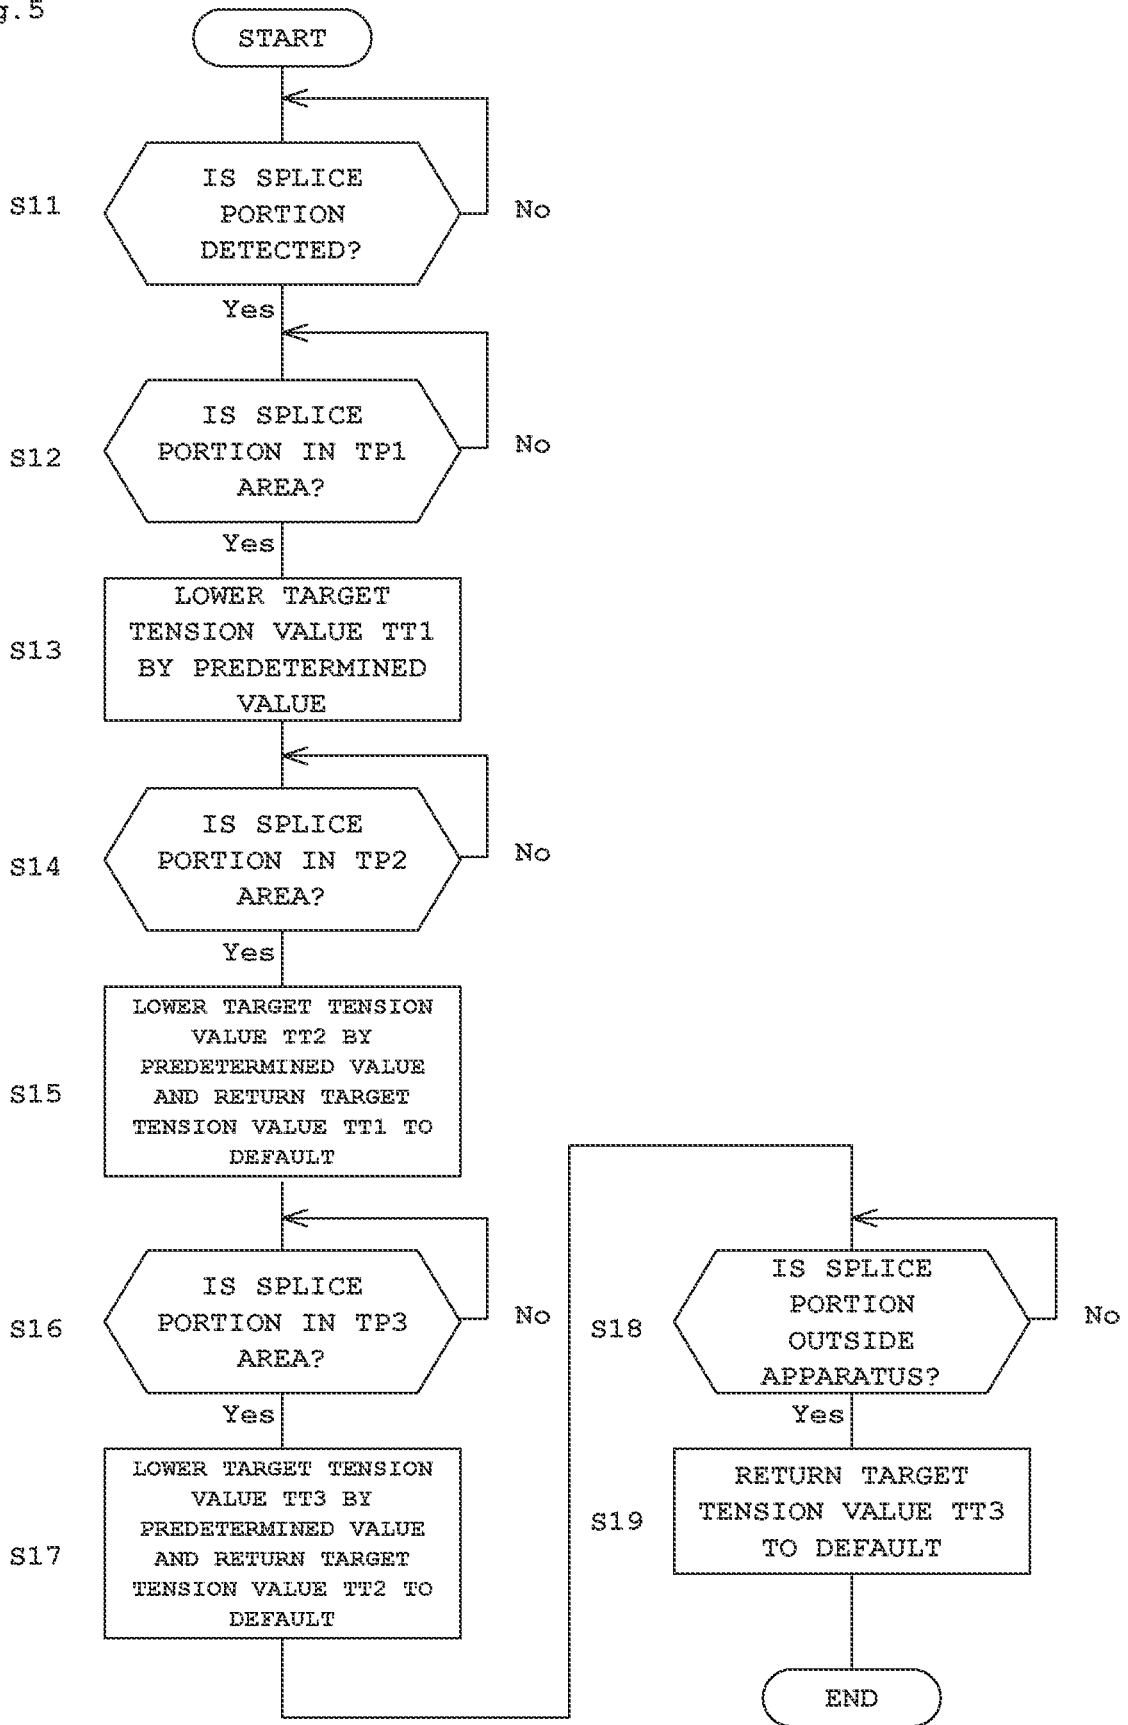 g.5
START
S11
IS SPLICE
PORTION
DETECTED?
No
Yes
S12
IS SPLICE
PORTION IN TP1
AREA?
No
Yes
S13
LOWER TARGET
TENSION VALUE TT1
BY PREDETERMINED
VALUE
S14
IS SPLICE
PORTION IN TP2
AREA?
No
Yes
S15
LOWER TARGET TENSION
VALUE TT2 BY
PREDETERMINED VALUE
AND RETURN TARGET
TENSION VALUE TT1 TO
DEFAULT
S16
IS SPLICE
PORTION IN TP3
AREA?
No
Yes
S17
LOWER TARGET TENSION
VALUE TT3 BY
PREDETERMINED VALUE
AND RETURN TARGET
TENSION VALUE TT2 TO
DEFAULT
S18
IS SPLICE
PORTION
OUTSIDE
APPARATUS?
No
Yes
S19
RETURN TARGET
TENSION VALUE TT3
TO DEFAULT
END